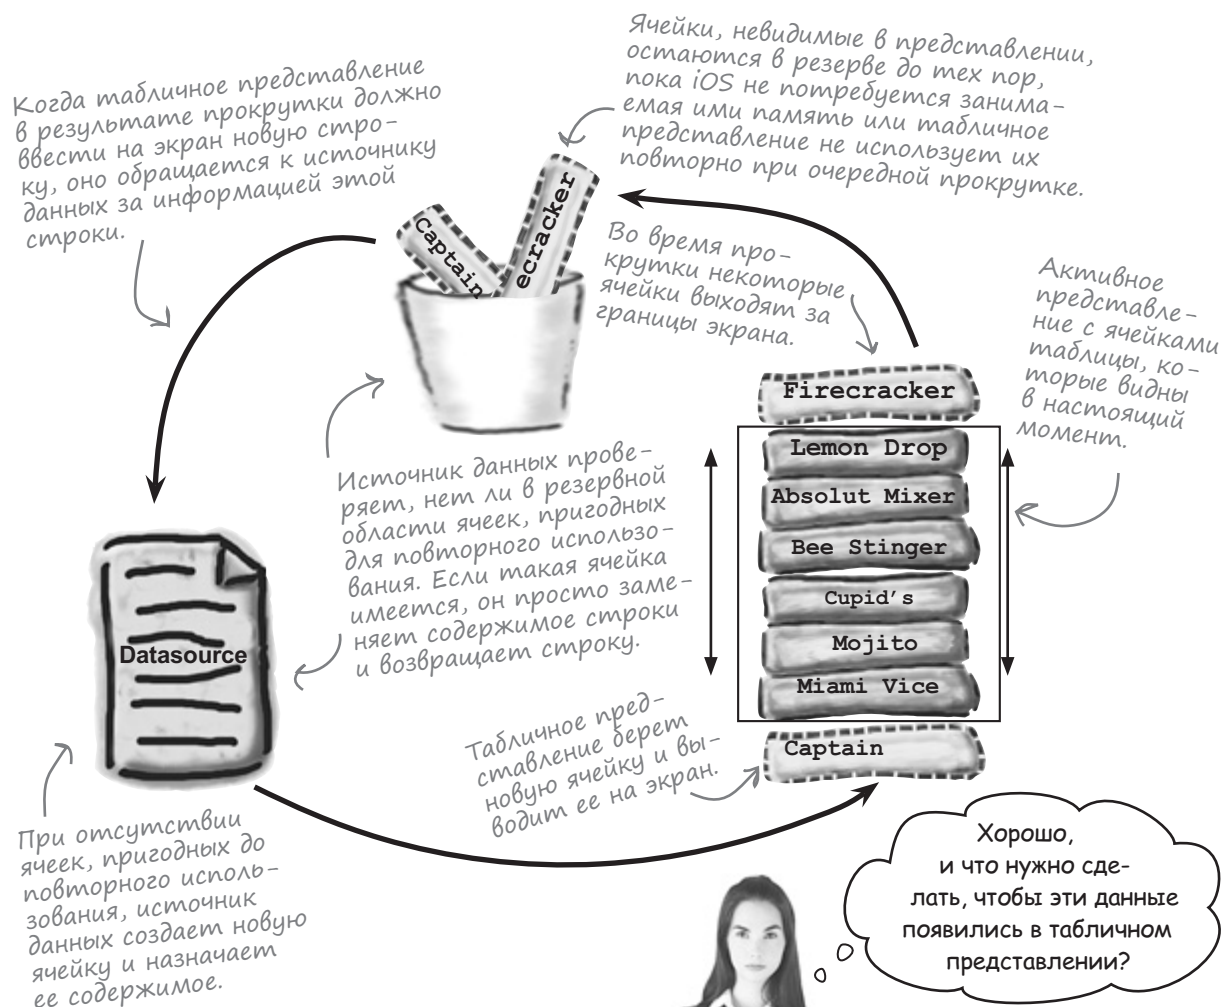 Ячейки, невидимые в представлении,
остаются в резерве до тех пор,
пока iOS не потребуется занима-
емая ими память или табличное
представление не использует их
повторно при очередной прокрутке.
Когда табличное представление
в результате прокрутки должно
ввести на экран новую стро-
ку, оно обращается к источнику
данных за информацией этой
строки.
Captain
ecracker
Во время про-
крутки некоторые
ячейки выходят за
границы экрана.
Активное
представле-
ние с ячейками
таблицы, ко-
торые видны
в настоящий
момент.
Firecracker
Lemon Drop
Absolut Mixer
Bee Stinger
Cupid's
Mojito
Miami Vice
Captain
Источник данных прове-
ряет, нет ли в резервной
области ячеек, пригодных
для повторного использо-
вания. Если такая ячейка
имеется, он просто заме-
няет содержимое строки
и возвращает строку.
Datasource
Табличное пред-
ставление берет
новую ячейку и вы-
водит ее на экран.
При отсутствии
ячеек, пригодных до
повторного исполь-
зования, источник
данных создает новую
ячейку и назначает
ее содержимое.
Хорошо,
и что нужно сде-
лать, чтобы эти данные
появились в табличном
представлении?